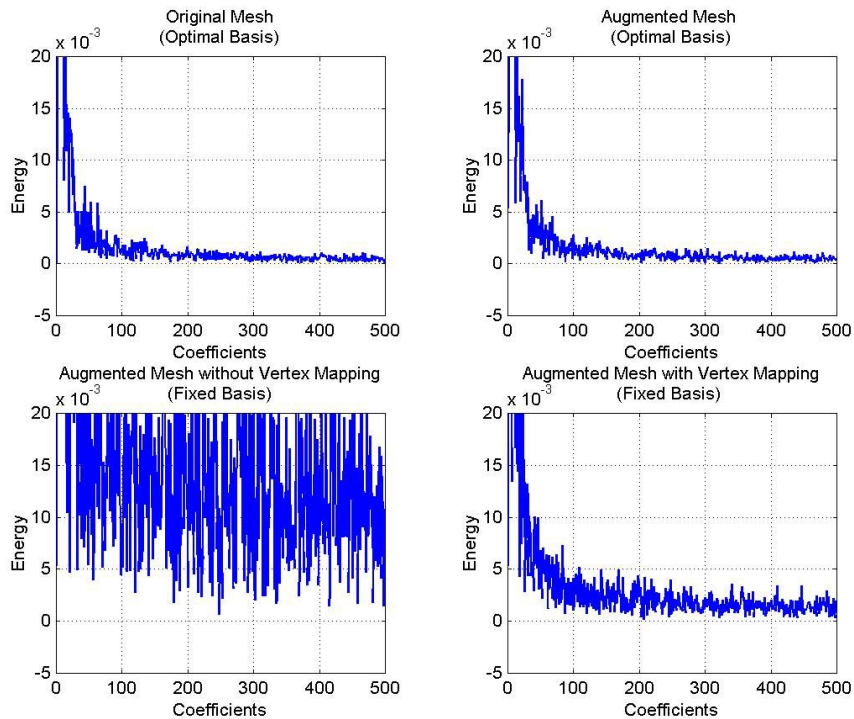 Original Mesh
(Optimal Basis)
x 10-3
20
15
10
5
0
-5
Energy
0 100 200 300 400 500
Coefficients
Augmented Mesh
(Optimal Basis)
x 10-3
20
15
10
5
0
-5
Energy
0 100 200 300 400 500
Coefficients
Augmented Mesh without Vertex Mapping
(Fixed Basis)
x 10-3
20
15
10
5
0
-5
Energy
0 100 200 300 400 500
Coefficients
Augmented Mesh with Vertex Mapping
(Fixed Basis)
x 10-3
20
15
10
5
0
-5
Energy
0 100 200 300 400 500
Coefficients